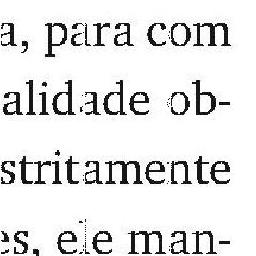 a, para com
alidade ob-
stritamente
es, ele man-